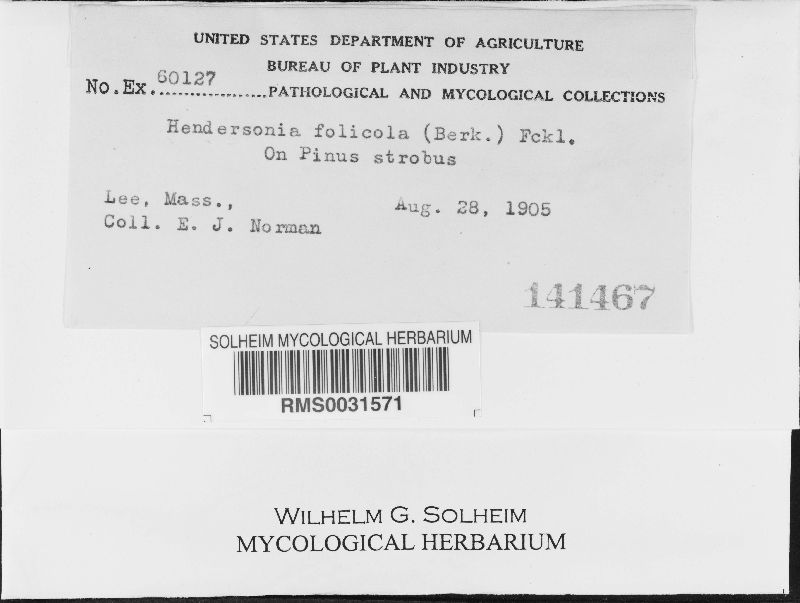 UNITED STATES DEPARTMENT OF AGRICULTURE
BUREAU OF PLANT INDUSTRY
No. Ex. 60127 PATHOLOGICAL AND MYCOLOGICAL COLLECTIONS
Hendersonia folicola (Berk.) Fckl.
On Pinus strobus
Lee, Mass., Aug. 28, 1905
Coll. E. J. Norman
141467
SOLHEIM MYCOLOGICAL HERBARIUM
RMS0031571
WILHELM G. SOLHEIM
MYCOLOGICAL HERBARIUM